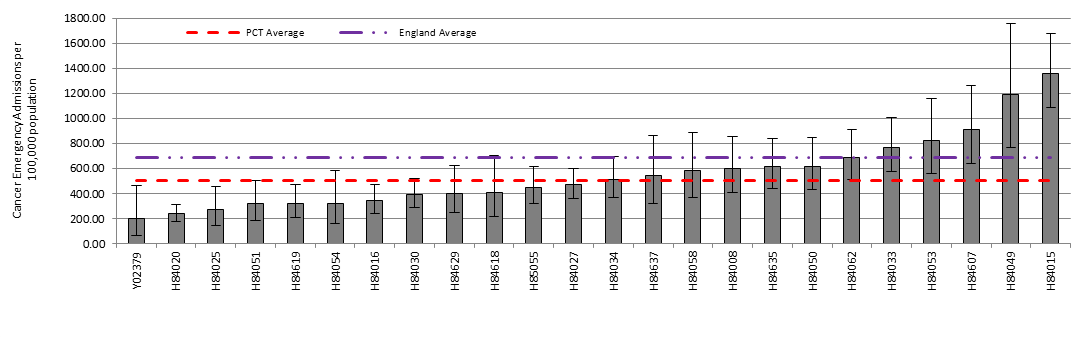 Cancer Emergency Admissions per
100,000 population
1800.00
1600.00
1400.00
1200.00
1000.00
800.00
600.00
400.00
200.00
0.00
PCT Average
England Average
Y02379
H84020
H84025
H84051
H84619
H84054
H84016
H84030
H84629
H84618
H85055
H84027
H84034
H84637
H84058
H84008
H84635
H84050
H84062
H84033
H84053
H84607
H84049
H84015